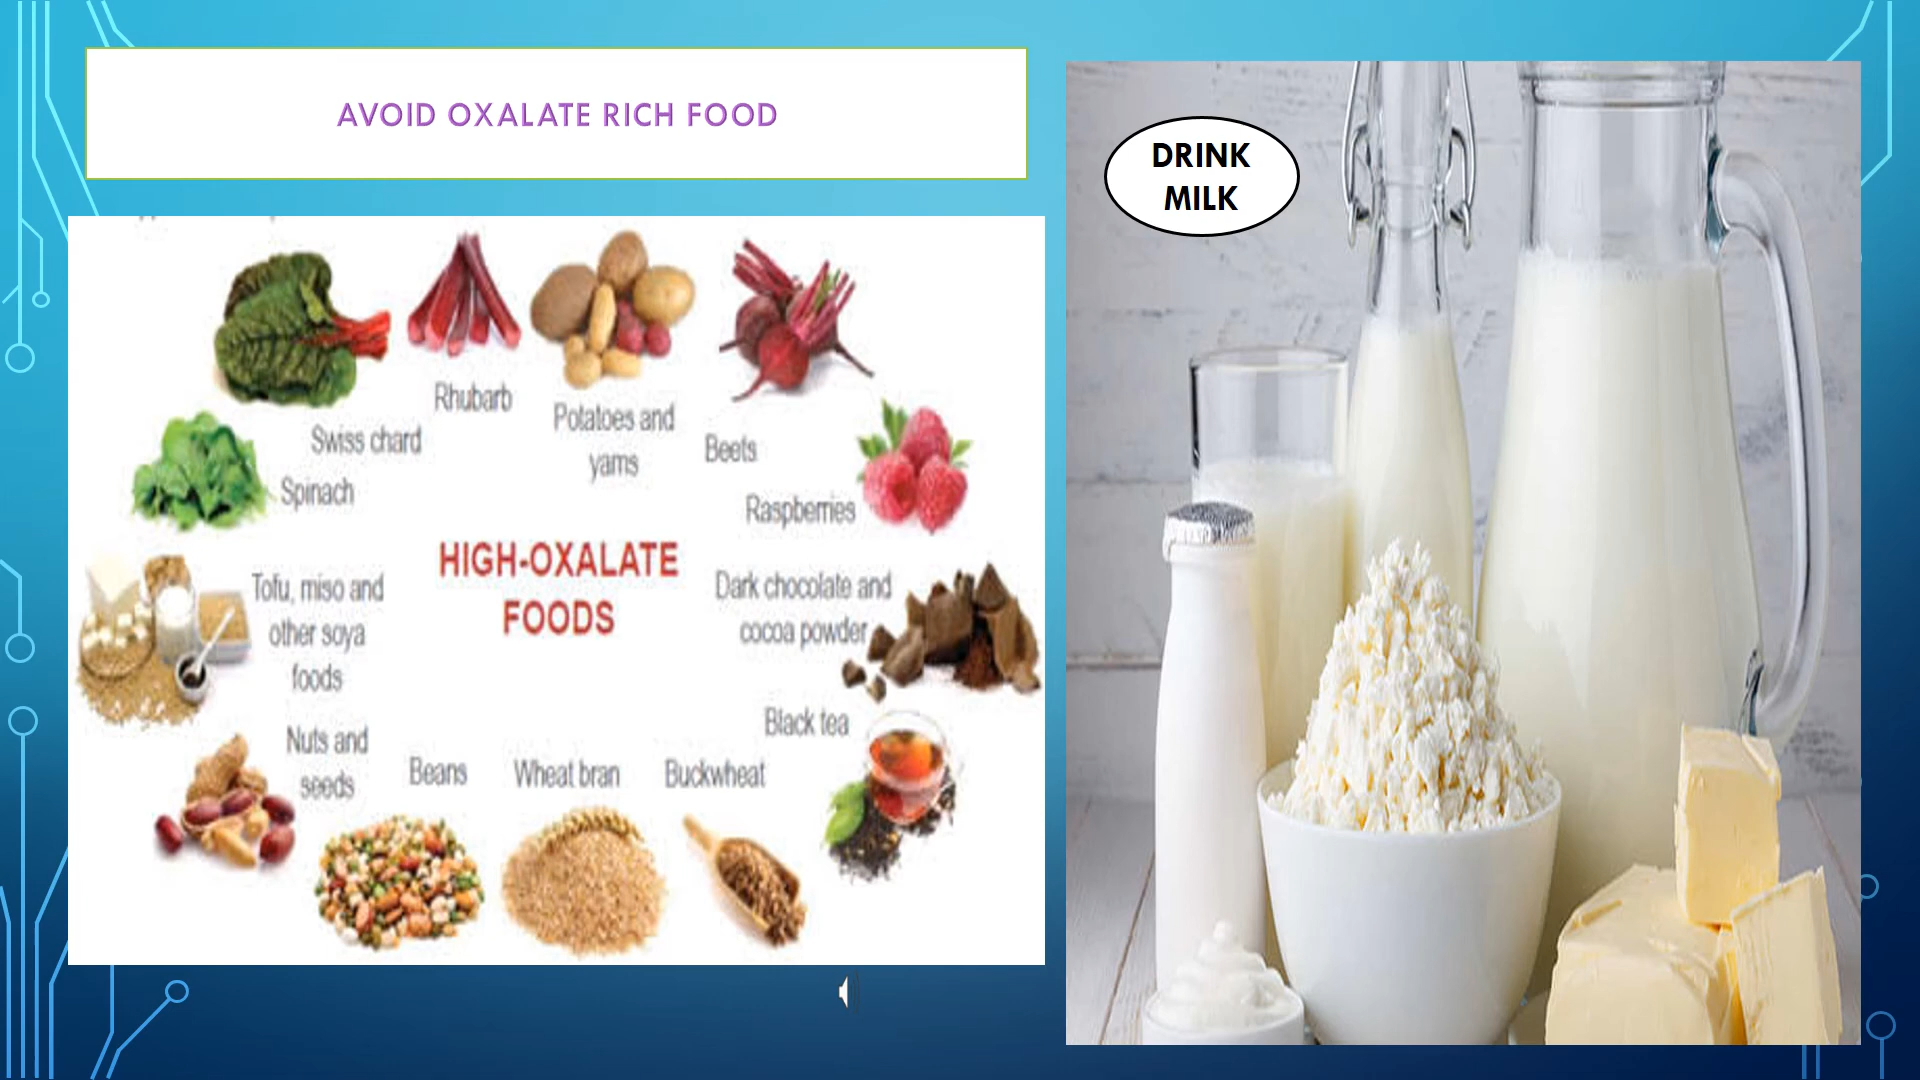 AVOID OXALATE RICH FOOD
DRINK
MILK
Rhubarb
Potatoes and
yams
Swiss chard
Beets
Spinach
Raspberries
HIGH-OXALATE
FOODS
Tofu, miso and
other soya
foods
Dark chocolate and
cocoa powder
Black tea
Nuts and
seeds
Beans
Wheat bran
Buckwheat